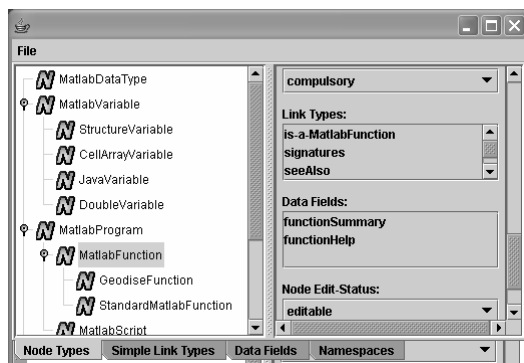 File
MatlabDataType
MatlabVariable
StructureVariable
CellArrayVariable
JavaVariable
DoubleVariable
MatlabProgram
MatlabFunction
GeodiseFunction
StandardMatlabFunction
MatlabScript
compulsory
Link Types:
is-a-MatlabFunction
signatures
seeAlso
Data Fields:
functionSummary
functionHelp
Node Edit-Status:
editable
Node Types Simple Link Types Data Fields Namespaces